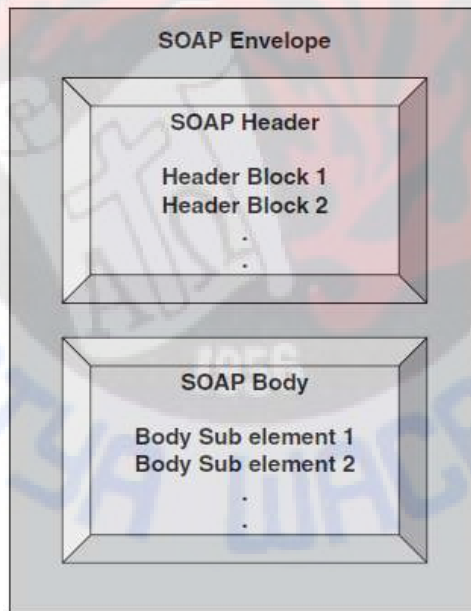 SOAP Envelope
SOAP Header
Header Block 1
Header Block 2
.
.
1956
SOAP Body
Body Sub element 1
Body Sub element 2
.
.